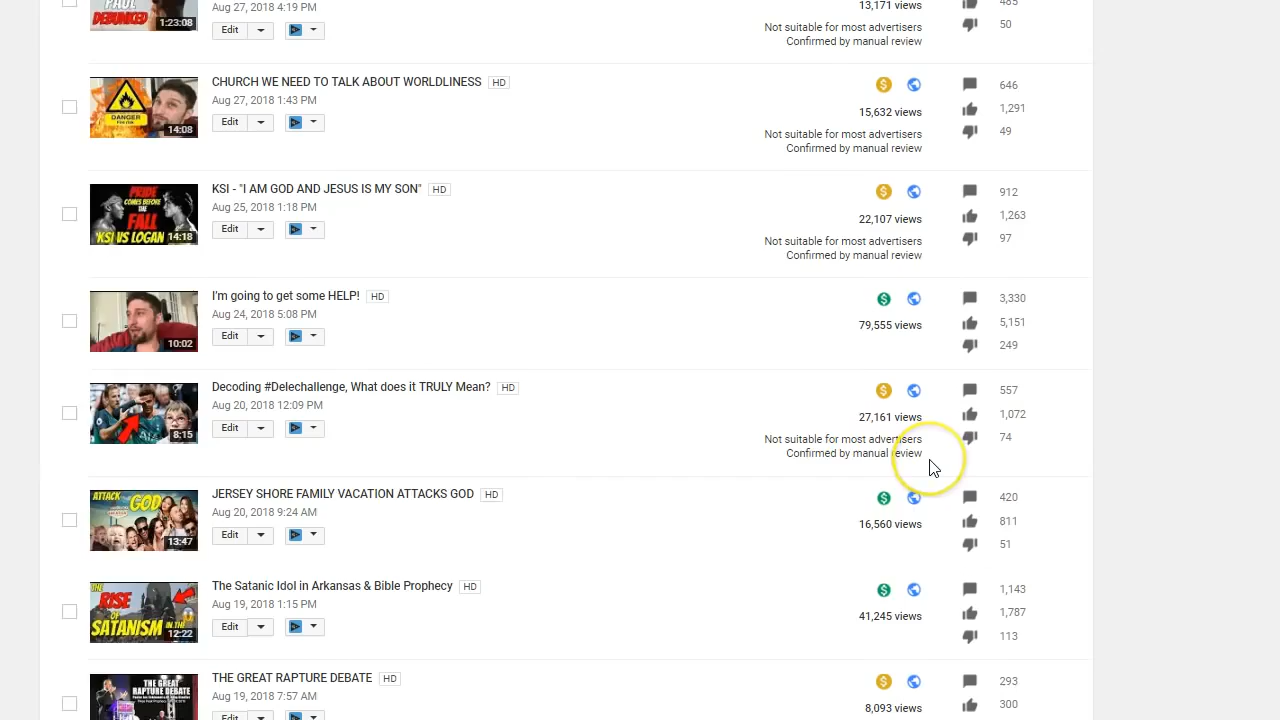 PAUL
DEBUNKED
1:23:08
Aug 27, 2018 4:19 PM
Edit
13,171 views
Not suitable for most advertisers
Confirmed by manual review
485
50
DANGER
14:08
CHURCH WE NEED TO TALK ABOUT WORLDLINESS HD
Aug 27, 2018 1:43 PM
Edit
15,632 views
Not suitable for most advertisers
Confirmed by manual review
646
1,291
49
PRIDE
COMES BEFORE
THE
FALL
'KSI VS LOGAN
14:18
KSI - "I AM GOD AND JESUS IS MY SON" HD
Aug 25, 2018 1:18 PM
Edit
22,107 views
Not suitable for most advertisers
Confirmed by manual review
912
1,263
97
10:02
I'm going to get some HELP! HD
Aug 24, 2018 5:08 PM
Edit
79,555 views
3,330
5,151
249
8:15
Decoding #Delechallenge, What does it TRULY Mean? HD
Aug 20, 2018 12:09 PM
Edit
27,161 views
Not suitable for most advertisers
Confirmed by manual review
557
1,072
74
ATTACK
GOD
13:47
JERSEY SHORE FAMILY VACATION ATTACKS GOD HD
Aug 20, 2018 9:24 AM
Edit
16,560 views
420
811
51
THE
RISE
OF
SATANISM IN THE
12:22
The Satanic Idol in Arkansas & Bible Prophecy HD
Aug 19, 2018 1:15 PM
Edit
41,245 views
1,143
1,787
113
THE GREAT
RAPTURE DEBATE
THE GREAT RAPTURE DEBATE HD
Aug 19, 2018 7:57 AM
Edit
8,093 views
293
300